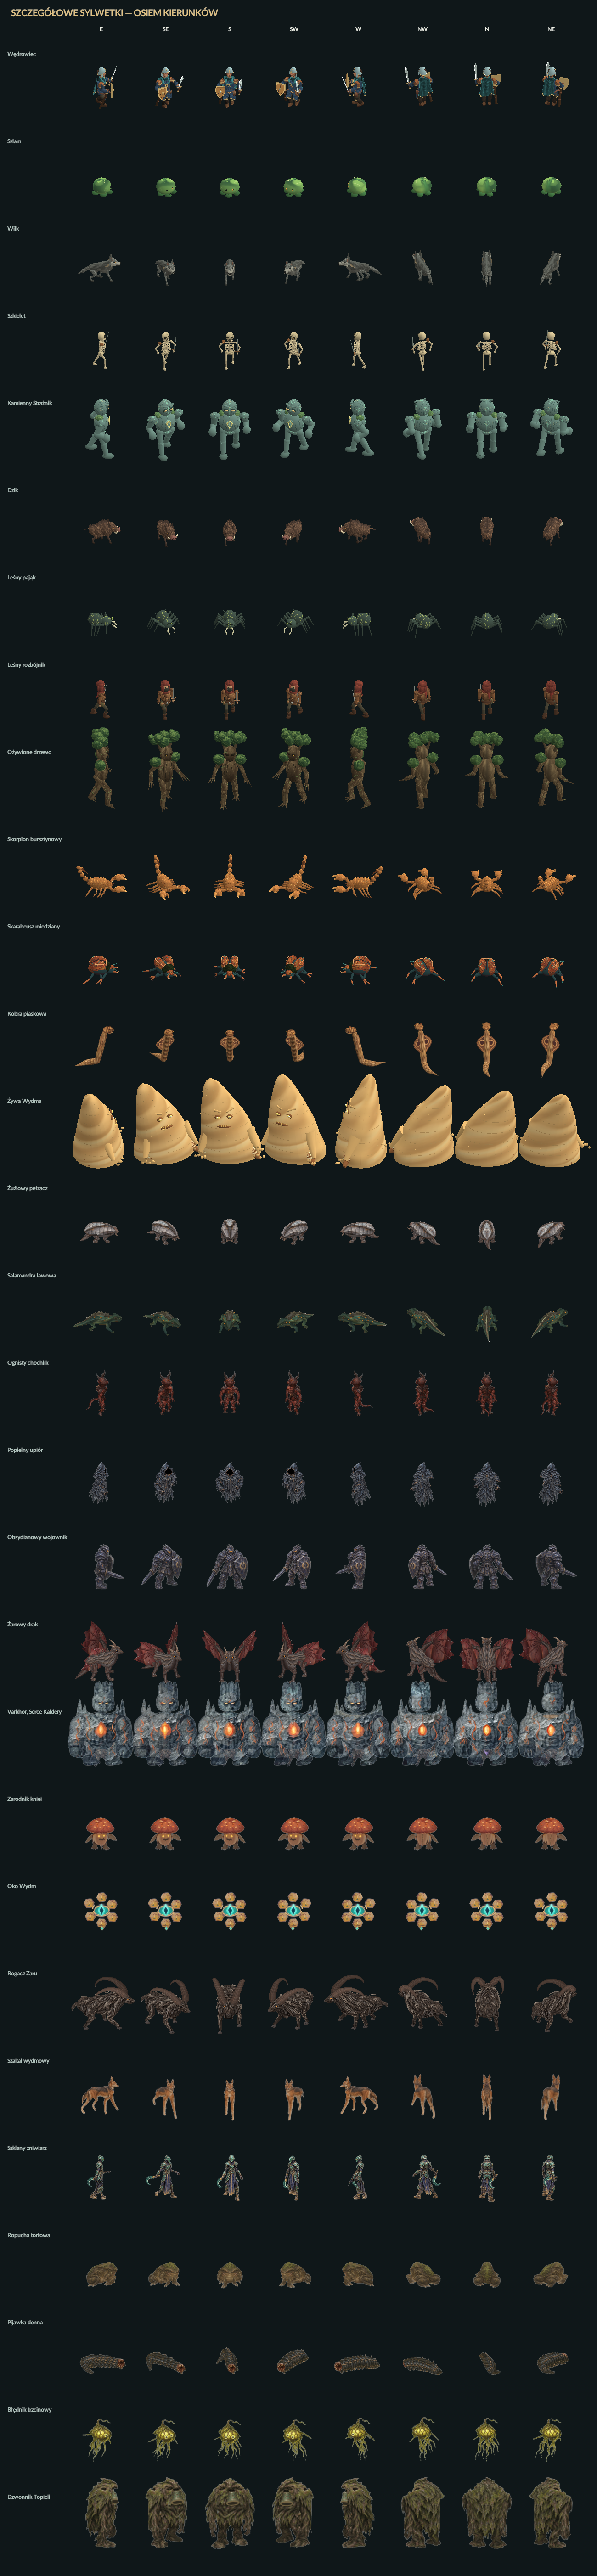 SZCZEGÓŁOWE SYLWETKI — OSIEM KIERUNKÓW
E SE S SW W NW N NE
Wędrowiec
Szlam
Wilk
Szkielet
Kamienny Strażnik
Dzik
Leśny pająk
Leśny rozbójnik
Ożywione drzewo
Skorpion bursztynowy
Skarabeusz miedziany
Kobra piaskowa
Żywa Wydma
Żużlowy pełzacz
Salamandra lawowa
Ognisty chochlik
Popielny upiór
Obsydianowy wojownik
Żarowy drak
Varkhor, Serce Kaldery
Zarodnik kniei
Oko Wydm
Rogacz Żaru
Szakal wydmowy
Szklany żniwiarz
Ropucha torfowa
Pijawka denna
Błędnik trzcinowy
Dzwonnik Topieli